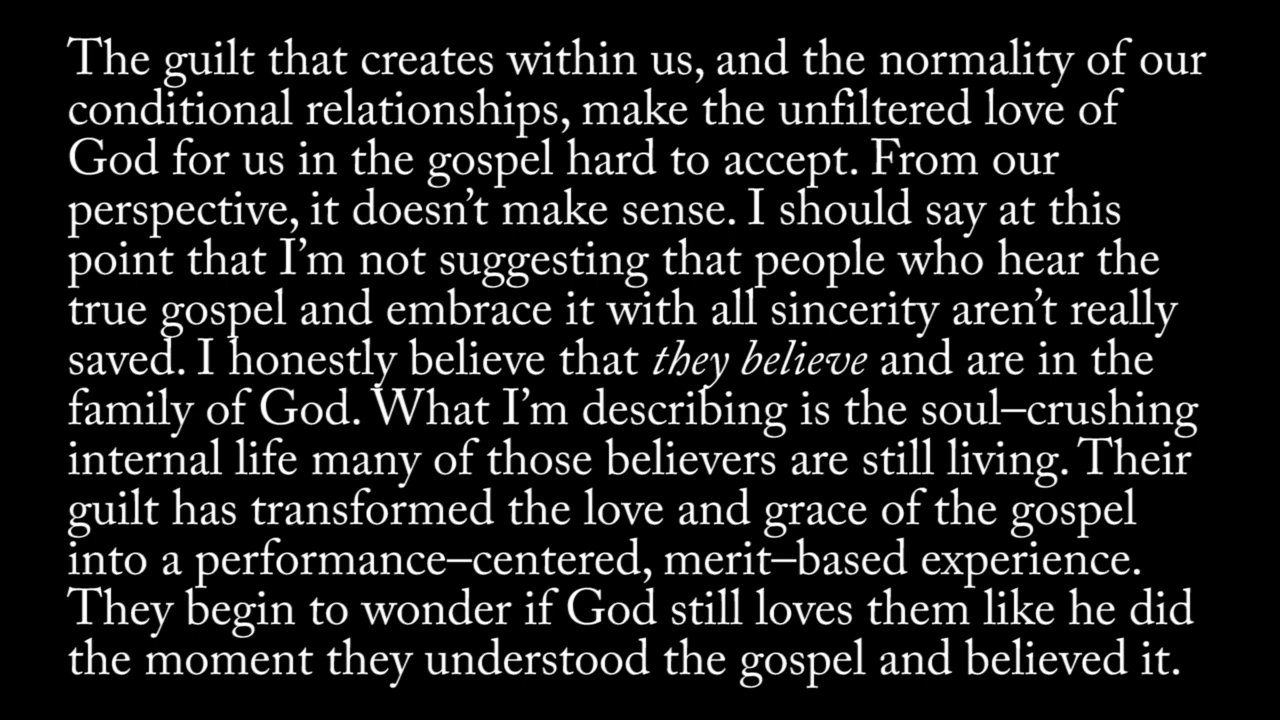 The guilt that creates within us, and the normality of our
conditional relationships, make the unfiltered love of
God for us in the gospel hard to accept. From our
perspective, it doesn’t make sense. I should say at this
point that I’m not suggesting that people who hear the
true gospel and embrace it with all sincerity aren’t really
saved. I honestly believe that they believe and are in the
family of God. What I’m describing is the soul–crushing
internal life many of those believers are still living. Their
guilt has transformed the love and grace of the gospel
into a performance–centered, merit–based experience.
They begin to wonder if God still loves them like he did
the moment they understood the gospel and believed it.